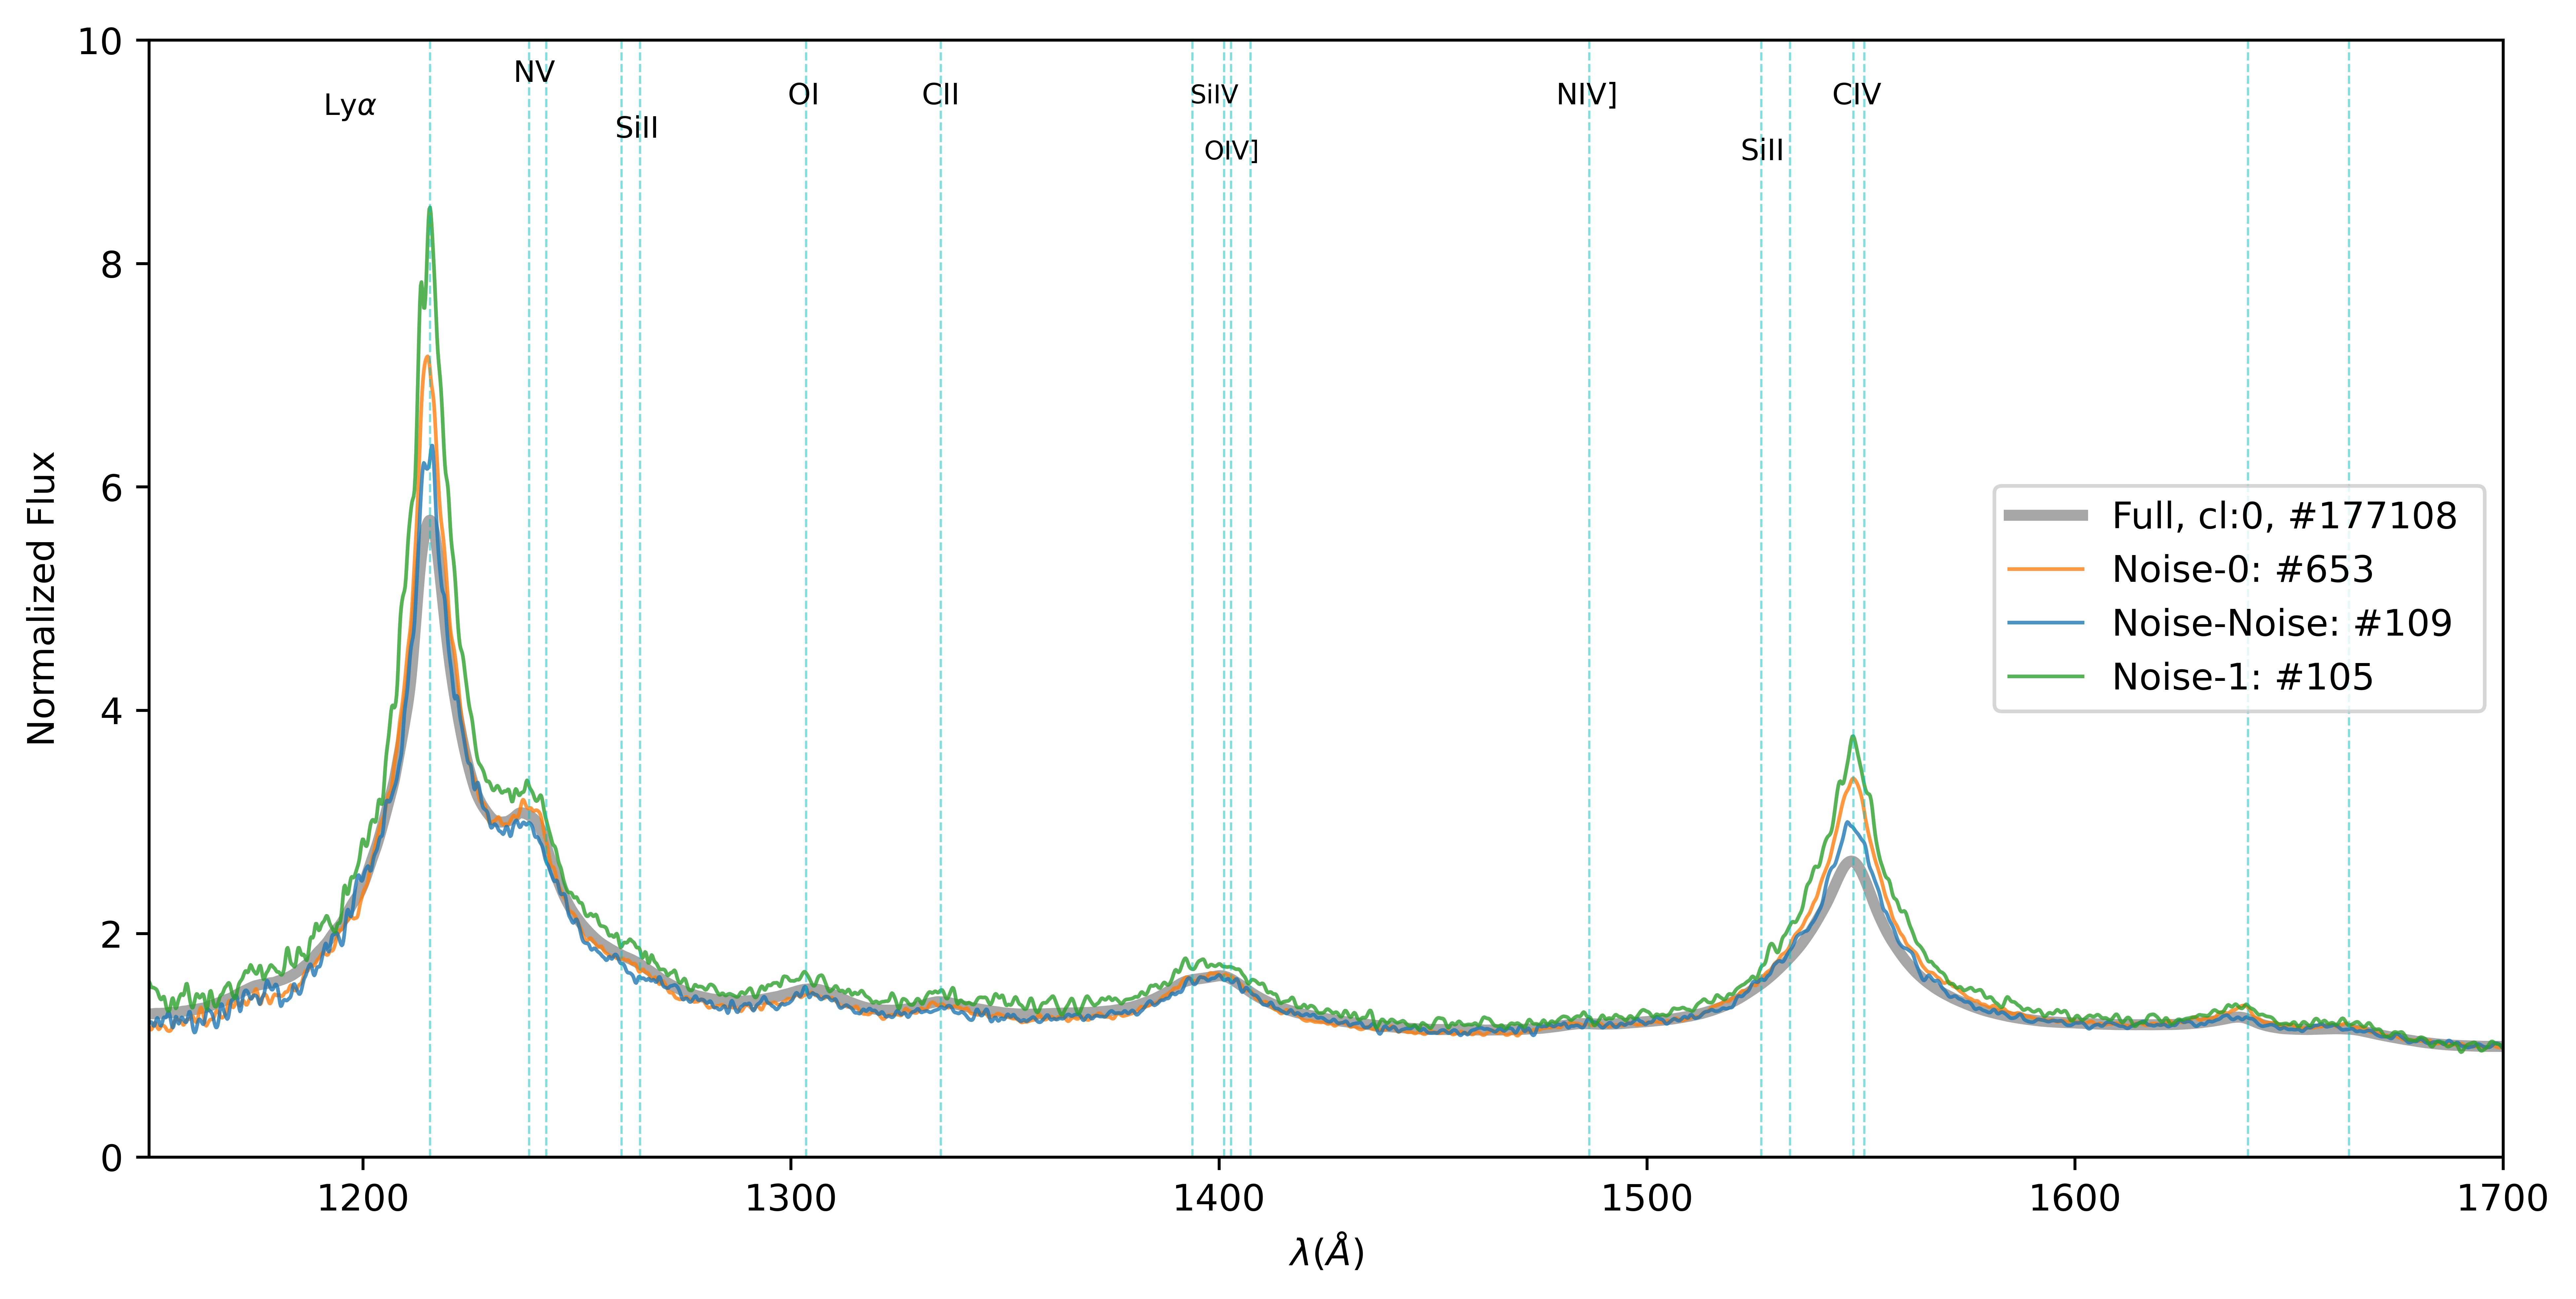 10
8
6
4
2
0
Normalized Flux
Lyα
NV
SiII
OI
CII
SiIV
OIV]
NIV]
SiII
CIV
Full, cl:0, #177108
Noise-0: #653
Noise-Noise: #109
Noise-1: #105
1200
1300
1400
1500
1600
1700
λ(Å)